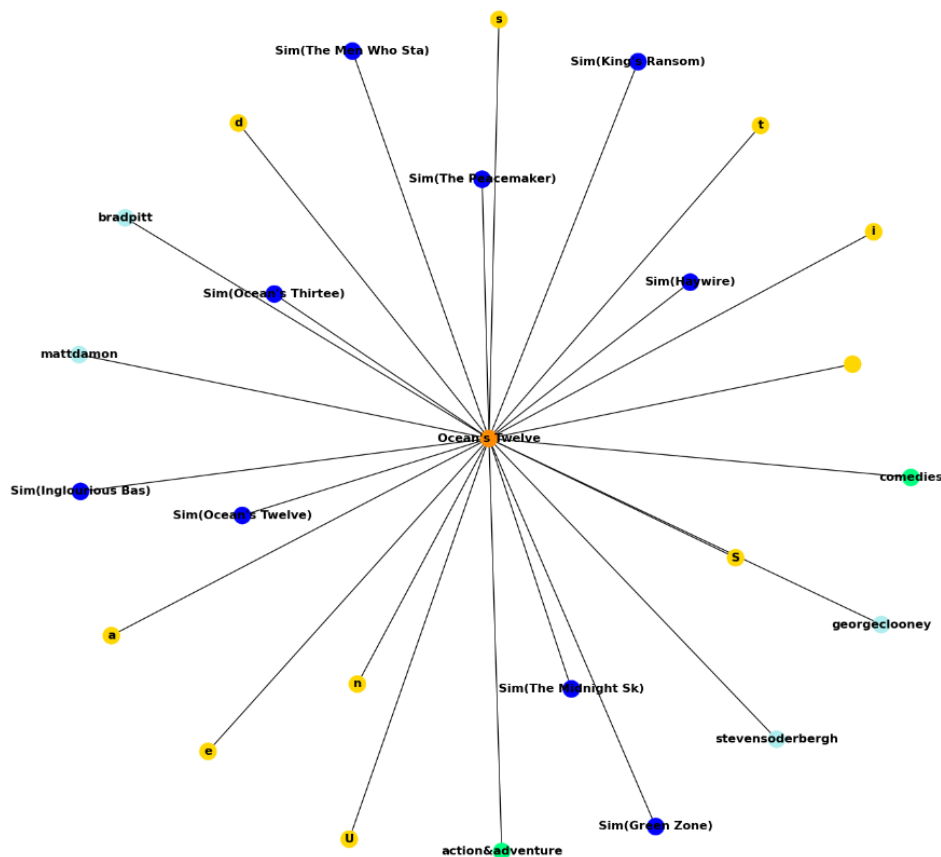 s
Sim(The Men Who Sta)
Sim(King's Ransom)
d
t
Sim(The Peacemaker)
bradpitt
i
Sim(Haywire)
Sim(Ocean's Thirtee)
mattdamon
Ocean's Twelve
comedies
Sim(Inglourious Bas)
Sim(Ocean's Twelve)
S
georgeclooney
a
n
Sim(The Midnight Sk)
stevensoderbergh
e
Sim(Green Zone)
U
action&adventure